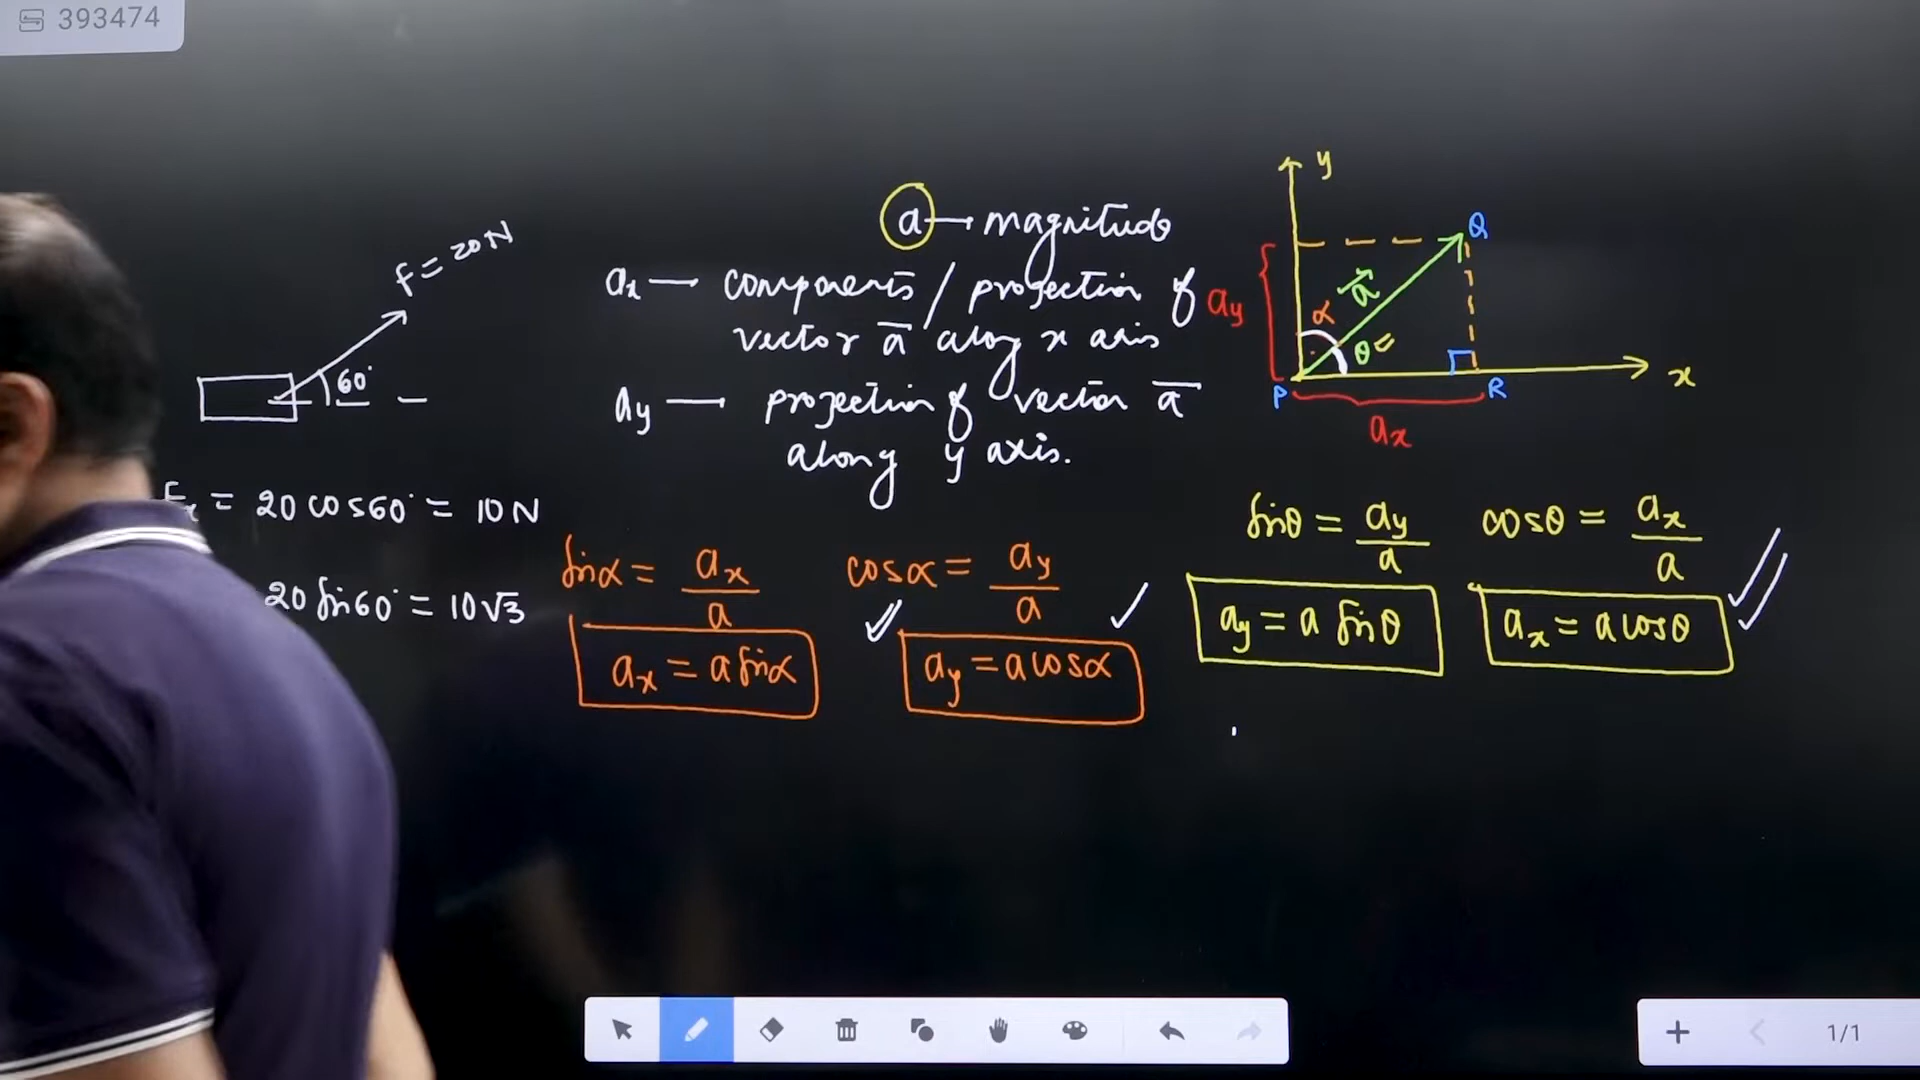 393474
F = 20N
60°
= 20 cos60° = 10N
20 sin60° = 10√3
a → magnitude
ax — components / projection of
vector a along x axis
ay — projection of vector a
along y axis.
y
Q
a
α
θ
ay
P
R
x
ax
sinα = ax/a
cosα = ay/a
ax = a sinα
ay = a cosα
sinθ = ay/a
cosθ = ax/a
ay = a sinθ
ax = a cosθ
1/1